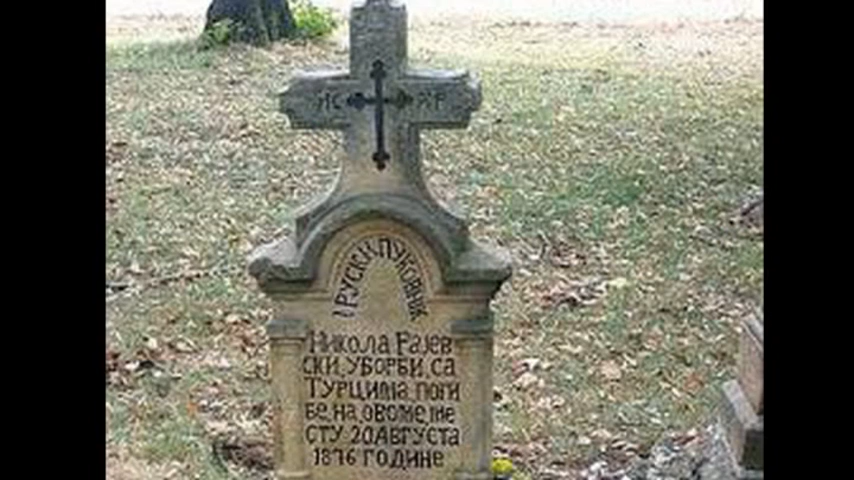 ИС ХР
РУСКИ ПУКОВНИК
НИКОЛА РАЈЕВ
СКИ, У БОРБИ, СА
ТУРЦИМА, ПОГИ
БЕ, НА, ОВОМЕ, МЕ
СТУ 20 АВГУСТА
1876 ГОДИНЕ